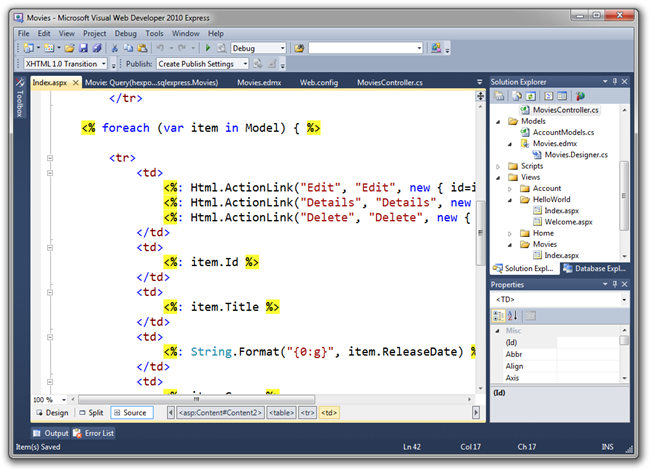 Movies - Microsoft Visual Web Developer 2010 Express
File Edit View Project Debug Tools Window Help
Debug
XHTML 1.0 Transition Publish: Create Publish Settings
Toolbox
Index.aspx Movie: Query(hexpo...sqlexpress.Movies) Movies.edmx Web.config MoviesController.cs
</tr>
<% foreach (var item in Model) { %>
<tr>
<td>
<%: Html.ActionLink("Edit", "Edit", new { id=i
<%: Html.ActionLink("Details", "Details", new
<%: Html.ActionLink("Delete", "Delete", new {
</td>
<td>
<%: item.Id %>
</td>
<td>
<%: item.Title %>
</td>
<td>
<%: String.Format("{0:g}", item.ReleaseDate) %
</td>
<td>
100 %
Design Split Source <asp:Content#Content2> <table> <tr> <td>
Solution Explorer
MoviesController.cs
Models
AccountModels.cs
Movies.edmx
Movies.Designer.cs
Scripts
Views
Account
HelloWorld
Index.aspx
Welcome.aspx
Home
Movies
Index.aspx
Solution Expl... Database Expl...
Properties
<TD>
Misc
(Id)
Abbr
Align
Axis
(Id)
Output Error List
Item(s) Saved Ln 42 Col 17 Ch 17 INS